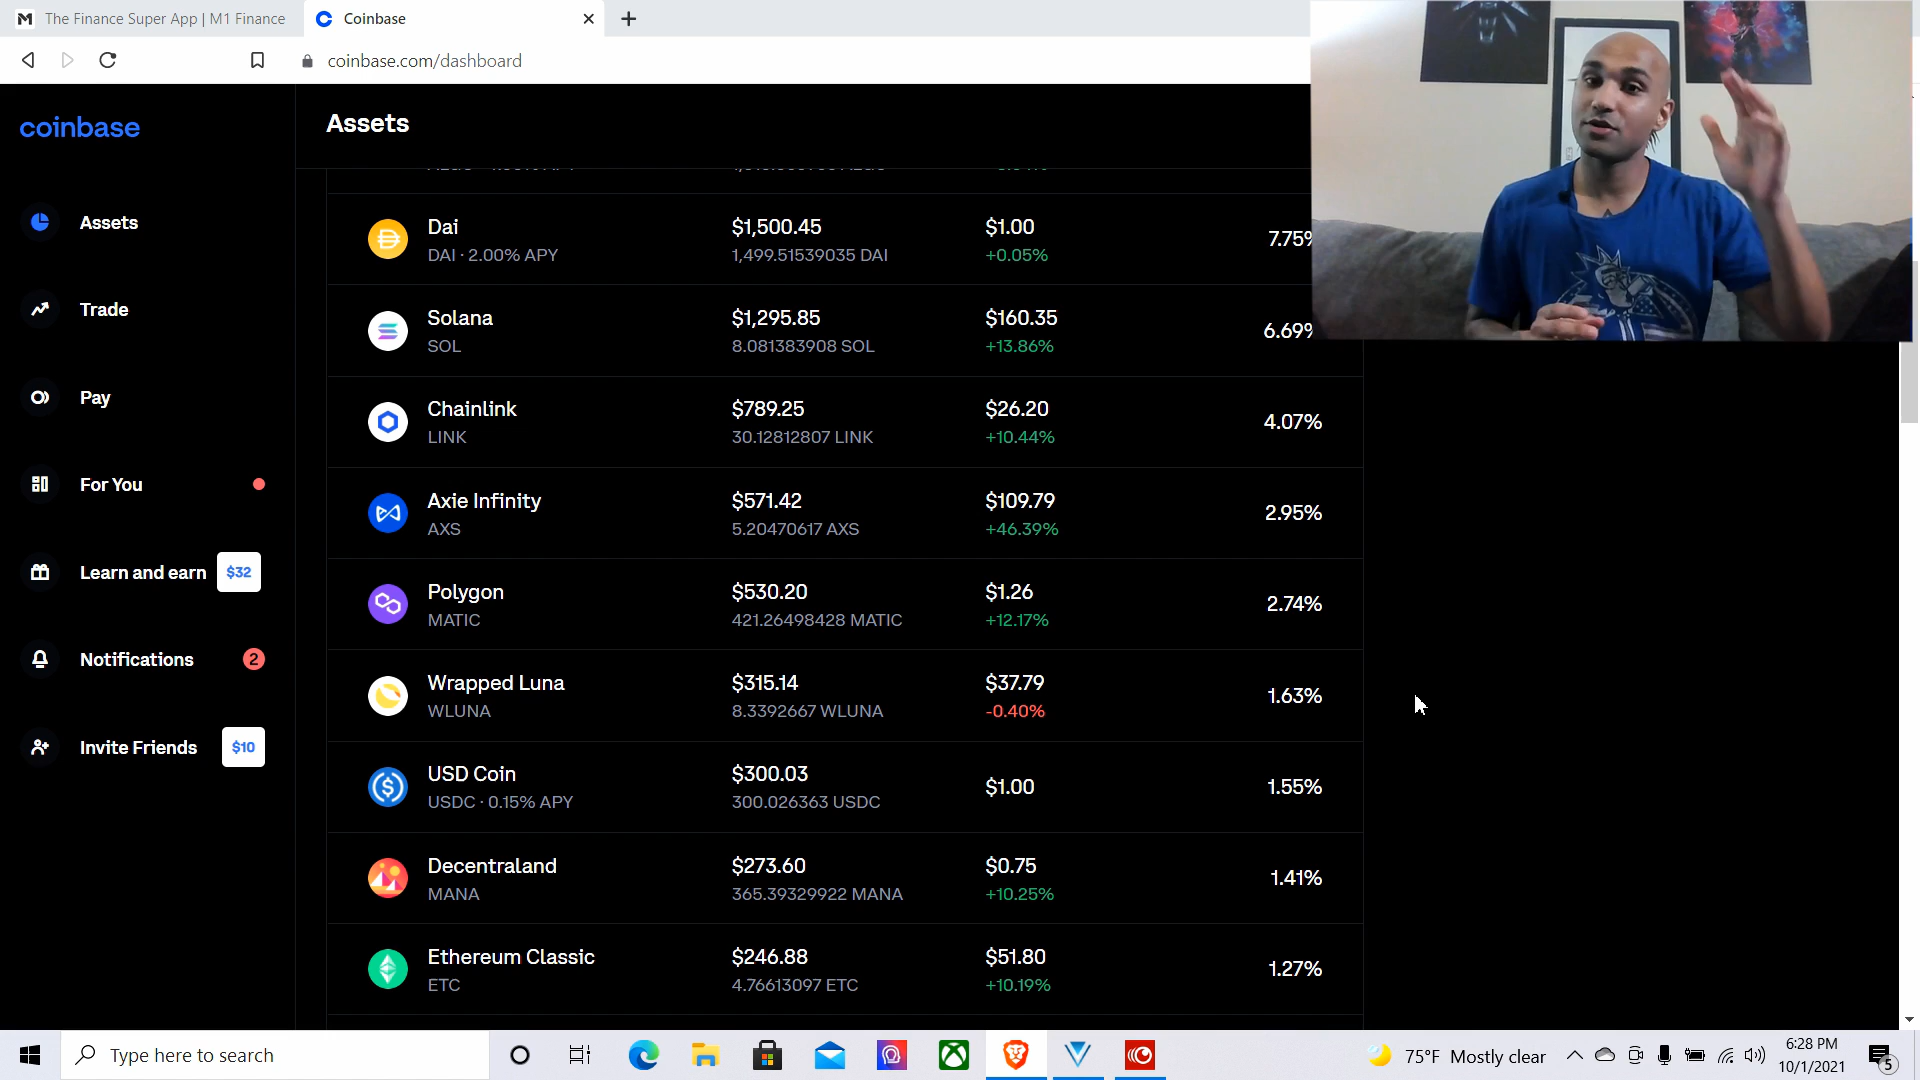 The Finance Super App | M1 Finance
Coinbase
coinbase.com/dashboard
coinbase
Assets
Assets
Trade
Pay
For You
Learn and earn $32
Notifications 2
Invite Friends $10
Dai $1,500.45 $1.00 7.75%
DAI · 2.00% APY 1,499.51539035 DAI +0.05%
Solana $1,295.85 $160.35 6.69%
SOL 8.081383908 SOL +13.86%
Chainlink $789.25 $26.20 4.07%
LINK 30.12812807 LINK +10.44%
Axie Infinity $571.42 $109.79 2.95%
AXS 5.20470617 AXS +46.39%
Polygon $530.20 $1.26 2.74%
MATIC 421.26498428 MATIC +12.17%
Wrapped Luna $315.14 $37.79 1.63%
WLUNA 8.3392667 WLUNA -0.40%
USD Coin $300.03 $1.00 1.55%
USDC · 0.15% APY 300.026363 USDC
Decentraland $273.60 $0.75 1.41%
MANA 365.39329922 MANA +10.25%
Ethereum Classic $246.88 $51.80 1.27%
ETC 4.76613097 ETC +10.19%
Type here to search
75°F Mostly clear
6:28 PM
10/1/2021
5